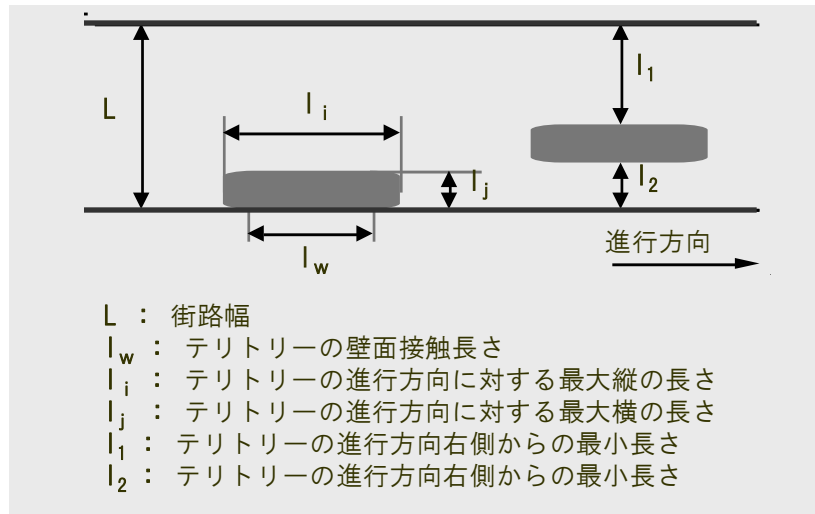 L
l i
l 1
l j
l 2
l w
進行方向
L : 街路幅
l w : テリトリーの壁面接触長さ
l i : テリトリーの進行方向に対する最大縦の長さ
l j : テリトリーの進行方向に対する最大横の長さ
l 1 : テリトリーの進行方向右側からの最小長さ
l 2 : テリトリーの進行方向右側からの最小長さ